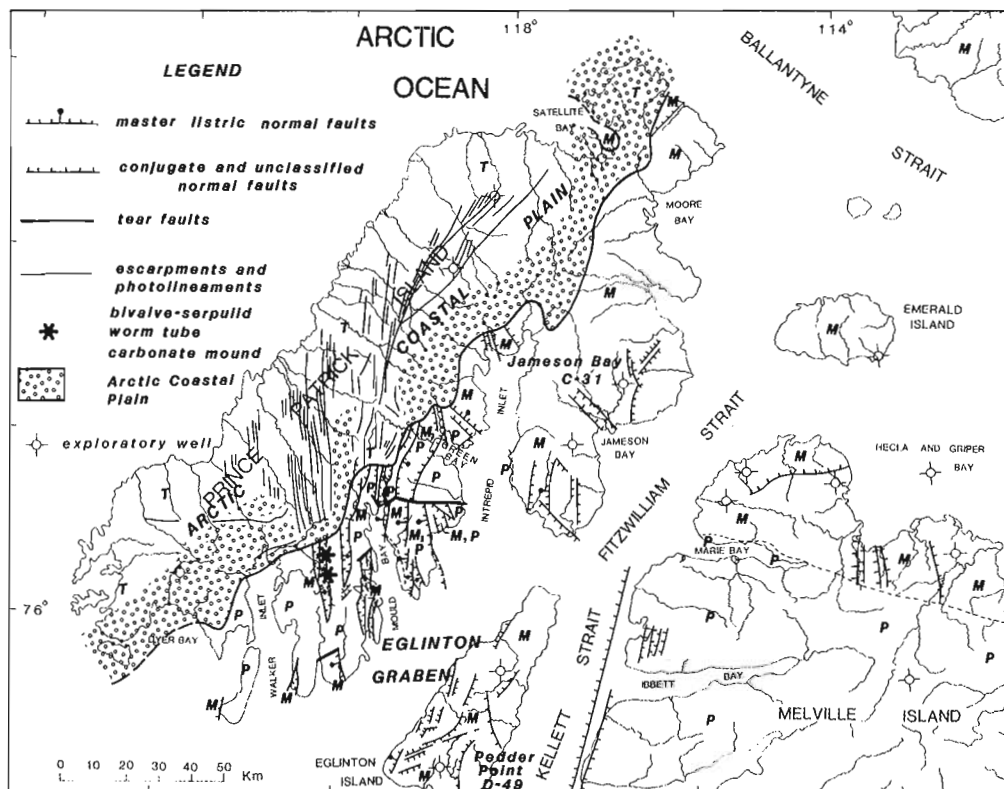 118°
114°
ARCTIC
OCEAN
LEGEND
master listric normal faults
conjugate and unclassified
normal faults
tear faults
escarpments and
photolineaments
bivalve-serpulid
worm tube
carbonate mound
Arctic Coastal
Plain
exploratory well
BALLANTYNE
STRAIT
M
SATELLITE
BAY
T
M
M
M
MOORE
BAY
T
PLAIN
ISLAND
COASTAL
M
EMERALD
ISLAND
M
T
PATRICK
M
Jameson Bay
C-31
STRAIT
INLET
M
JAMESON
BAY
M
P
GREEN
BAY
M
P
T
P
INTREPID
M
HECLA AND GRIPER
BAY
PRINCE
ARCTIC
T
P
P
P
M
M
M, P
FITZWILLIAM
M
P
MARIE BAY
P
M
M
BAY
76°
T
M
P
INLET
P
P
M
MOULD
DYER BAY
P
EGLINTON
GRABEN
M
STRAIT
P
P
P
IBBETT
BAY
WALKER
M
M
M
M
P
MELVILLE
ISLAND
0 10 20 30 40 50
Km
EGLINTON
ISLAND
M
Pedder
Point
D-49
KELLETT